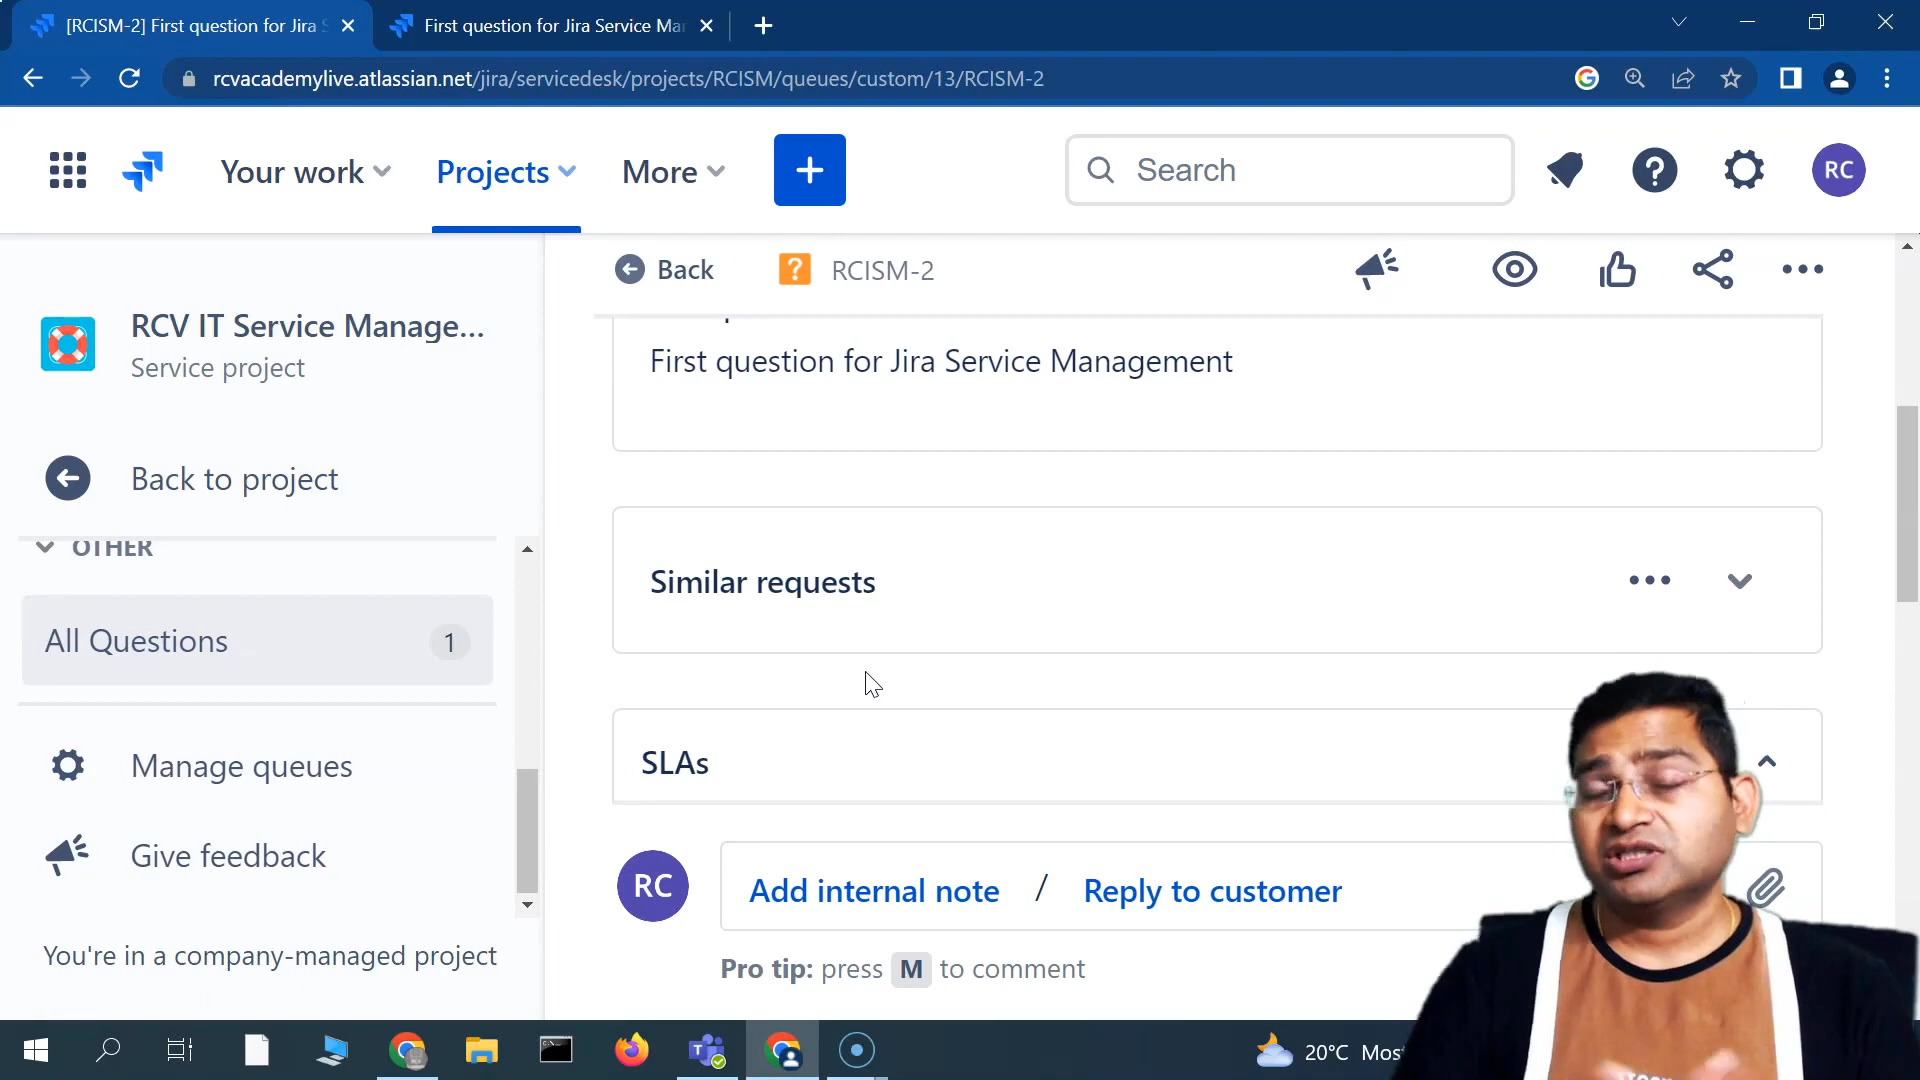 [RCISM-2] First question for Jira S
First question for Jira Service Mar
rcvacademylive.atlassian.net/jira/servicedesk/projects/RCISM/queues/custom/13/RCISM-2
Your work
Projects
More
Search
RC
RCV IT Service Manage...
Service project
Back to project
OTHER
All Questions 1
Manage queues
Give feedback
You're in a company-managed project
Back
RCISM-2
First question for Jira Service Management
Similar requests
SLAs
RC
Add internal note / Reply to customer
Pro tip: press M to comment
20°C Mos